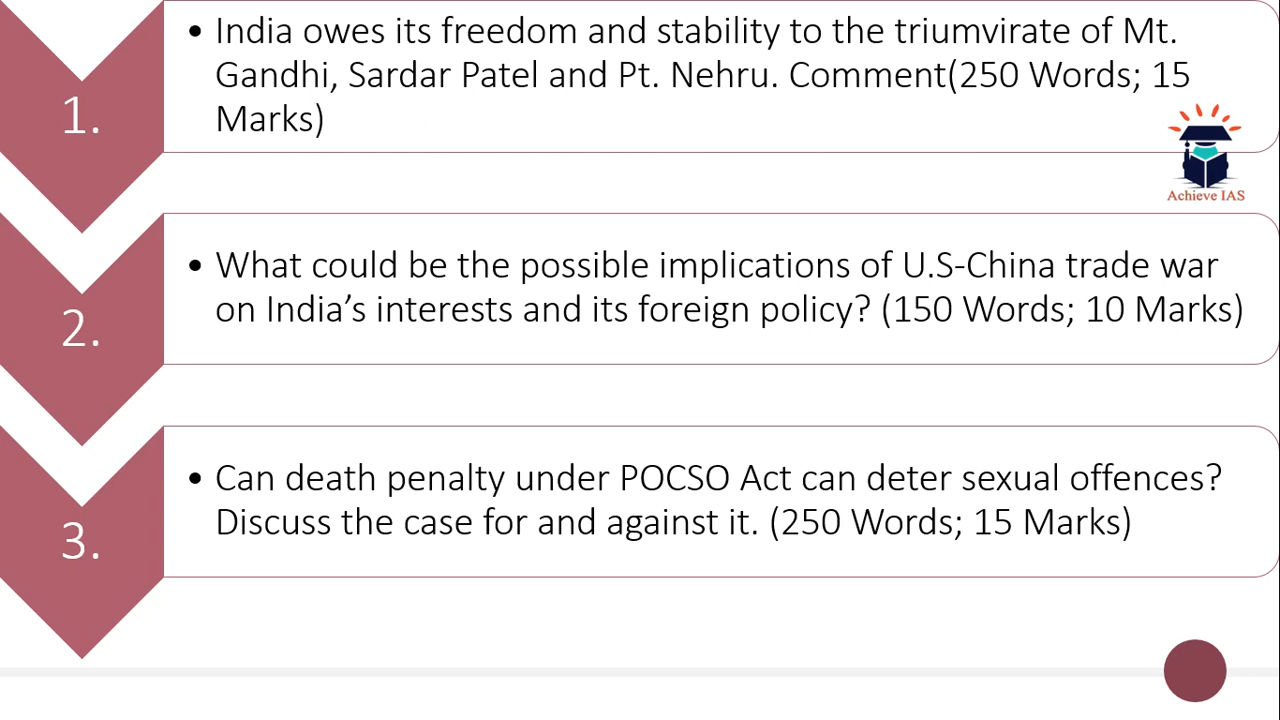 1.
• India owes its freedom and stability to the triumvirate of Mt.
Gandhi, Sardar Patel and Pt. Nehru. Comment(250 Words; 15
Marks)
Achieve IAS
2.
• What could be the possible implications of U.S-China trade war
on India’s interests and its foreign policy? (150 Words; 10 Marks)
3.
• Can death penalty under POCSO Act can deter sexual offences?
Discuss the case for and against it. (250 Words; 15 Marks)